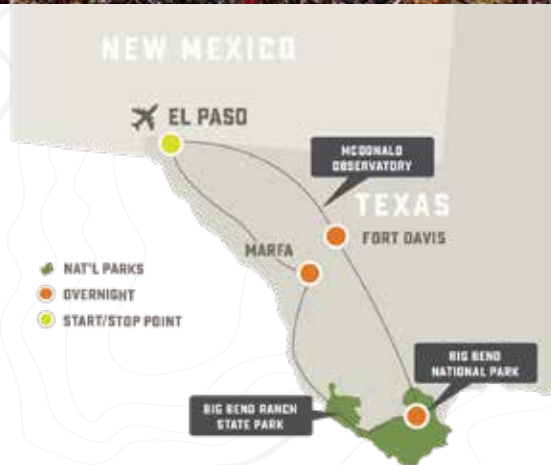 NEW MEXICO
EL PASO
MCDONALD
OBSERVATORY
TEXAS
FORT DAVIS
MARFA
NAT'L PARKS
OVERNIGHT
START/STOP POINT
BIG BEND
NATIONAL PARK
BIG BEND RANCH
STATE PARK